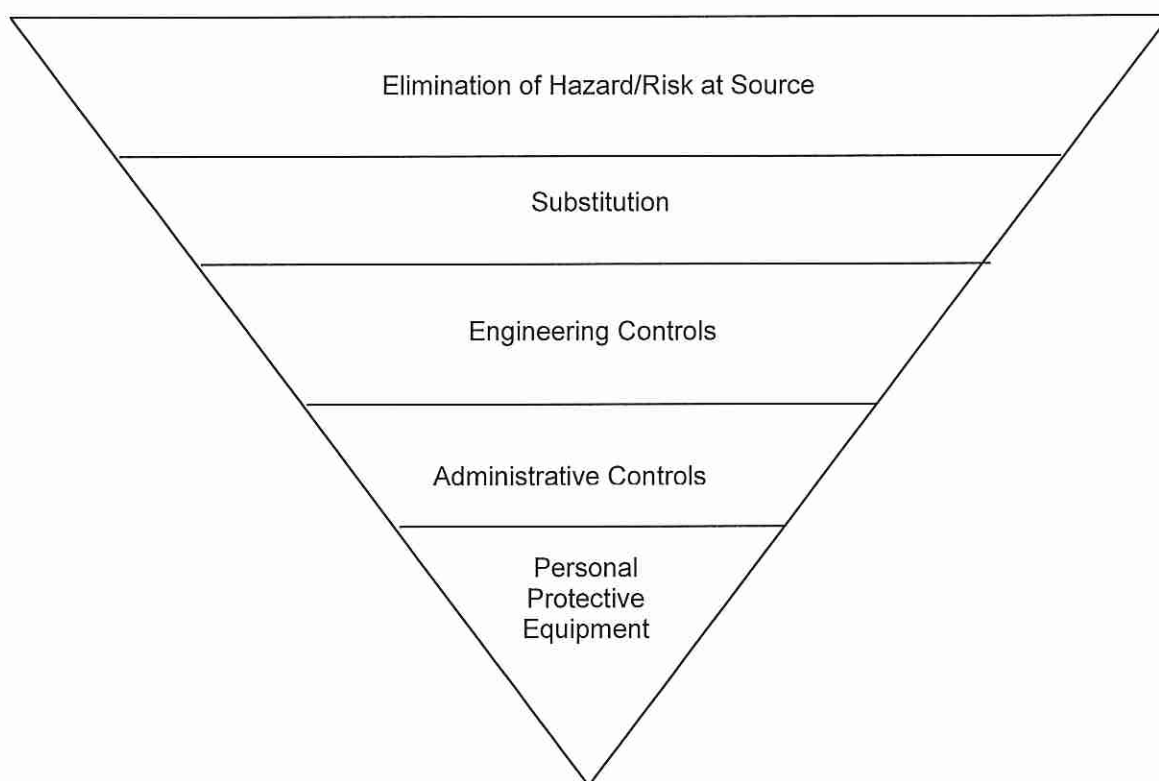 Elimination of Hazard/Risk at Source
Substitution
Engineering Controls
Administrative Controls
Personal
Protective
Equipment